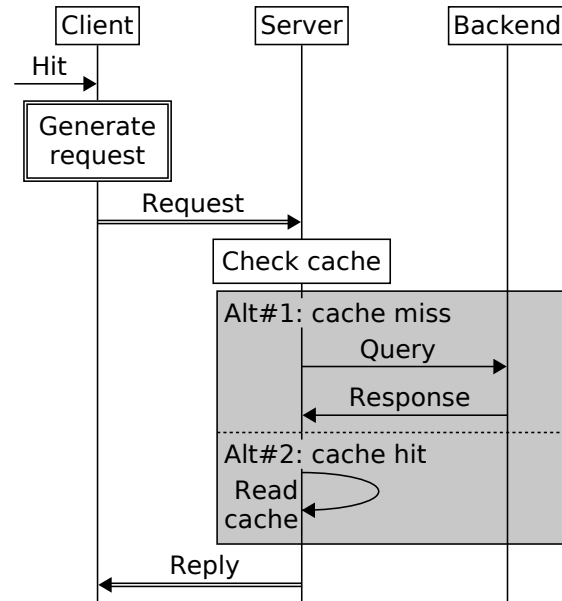 Client
Server
Backend
Hit
Generate
request
Request
Check cache
Alt#1: cache miss
Query
Response
Alt#2: cache hit
Read
cache
Reply